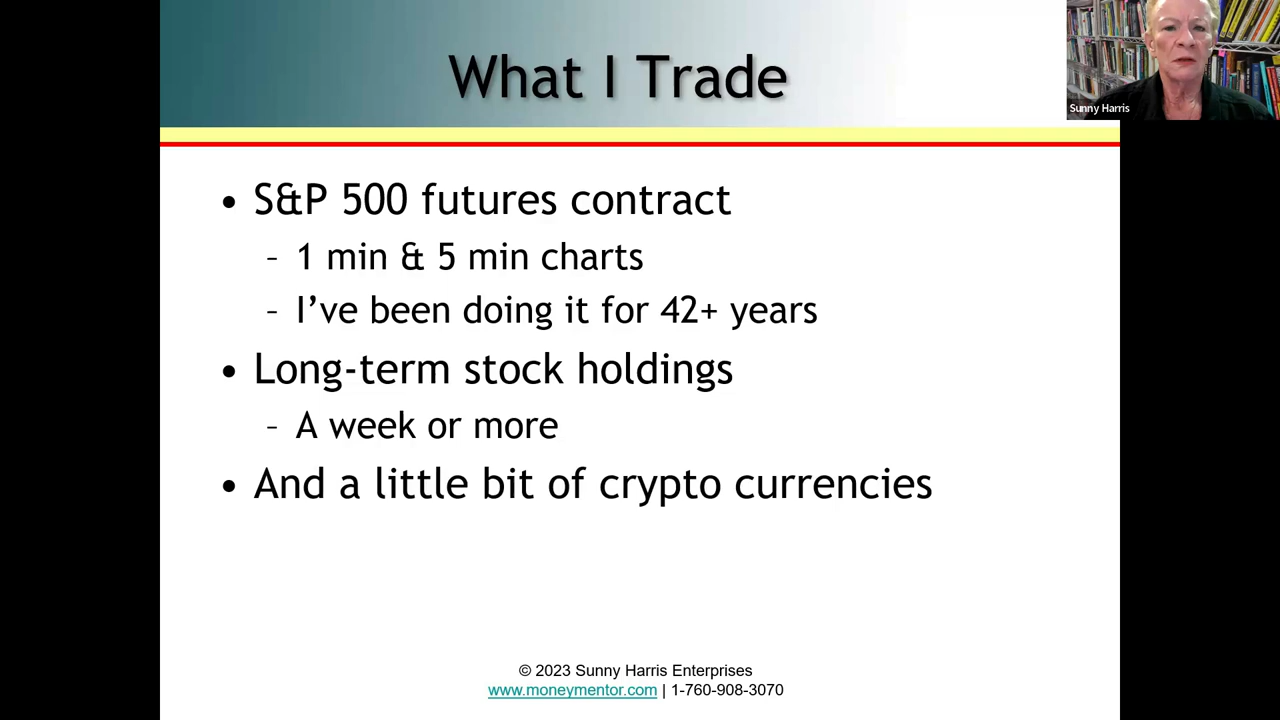 What I Trade
Sunny Harris
• S&P 500 futures contract
– 1 min & 5 min charts
– I’ve been doing it for 42+ years
• Long-term stock holdings
– A week or more
• And a little bit of crypto currencies
© 2023 Sunny Harris Enterprises
www.moneymentor.com | 1-760-908-3070